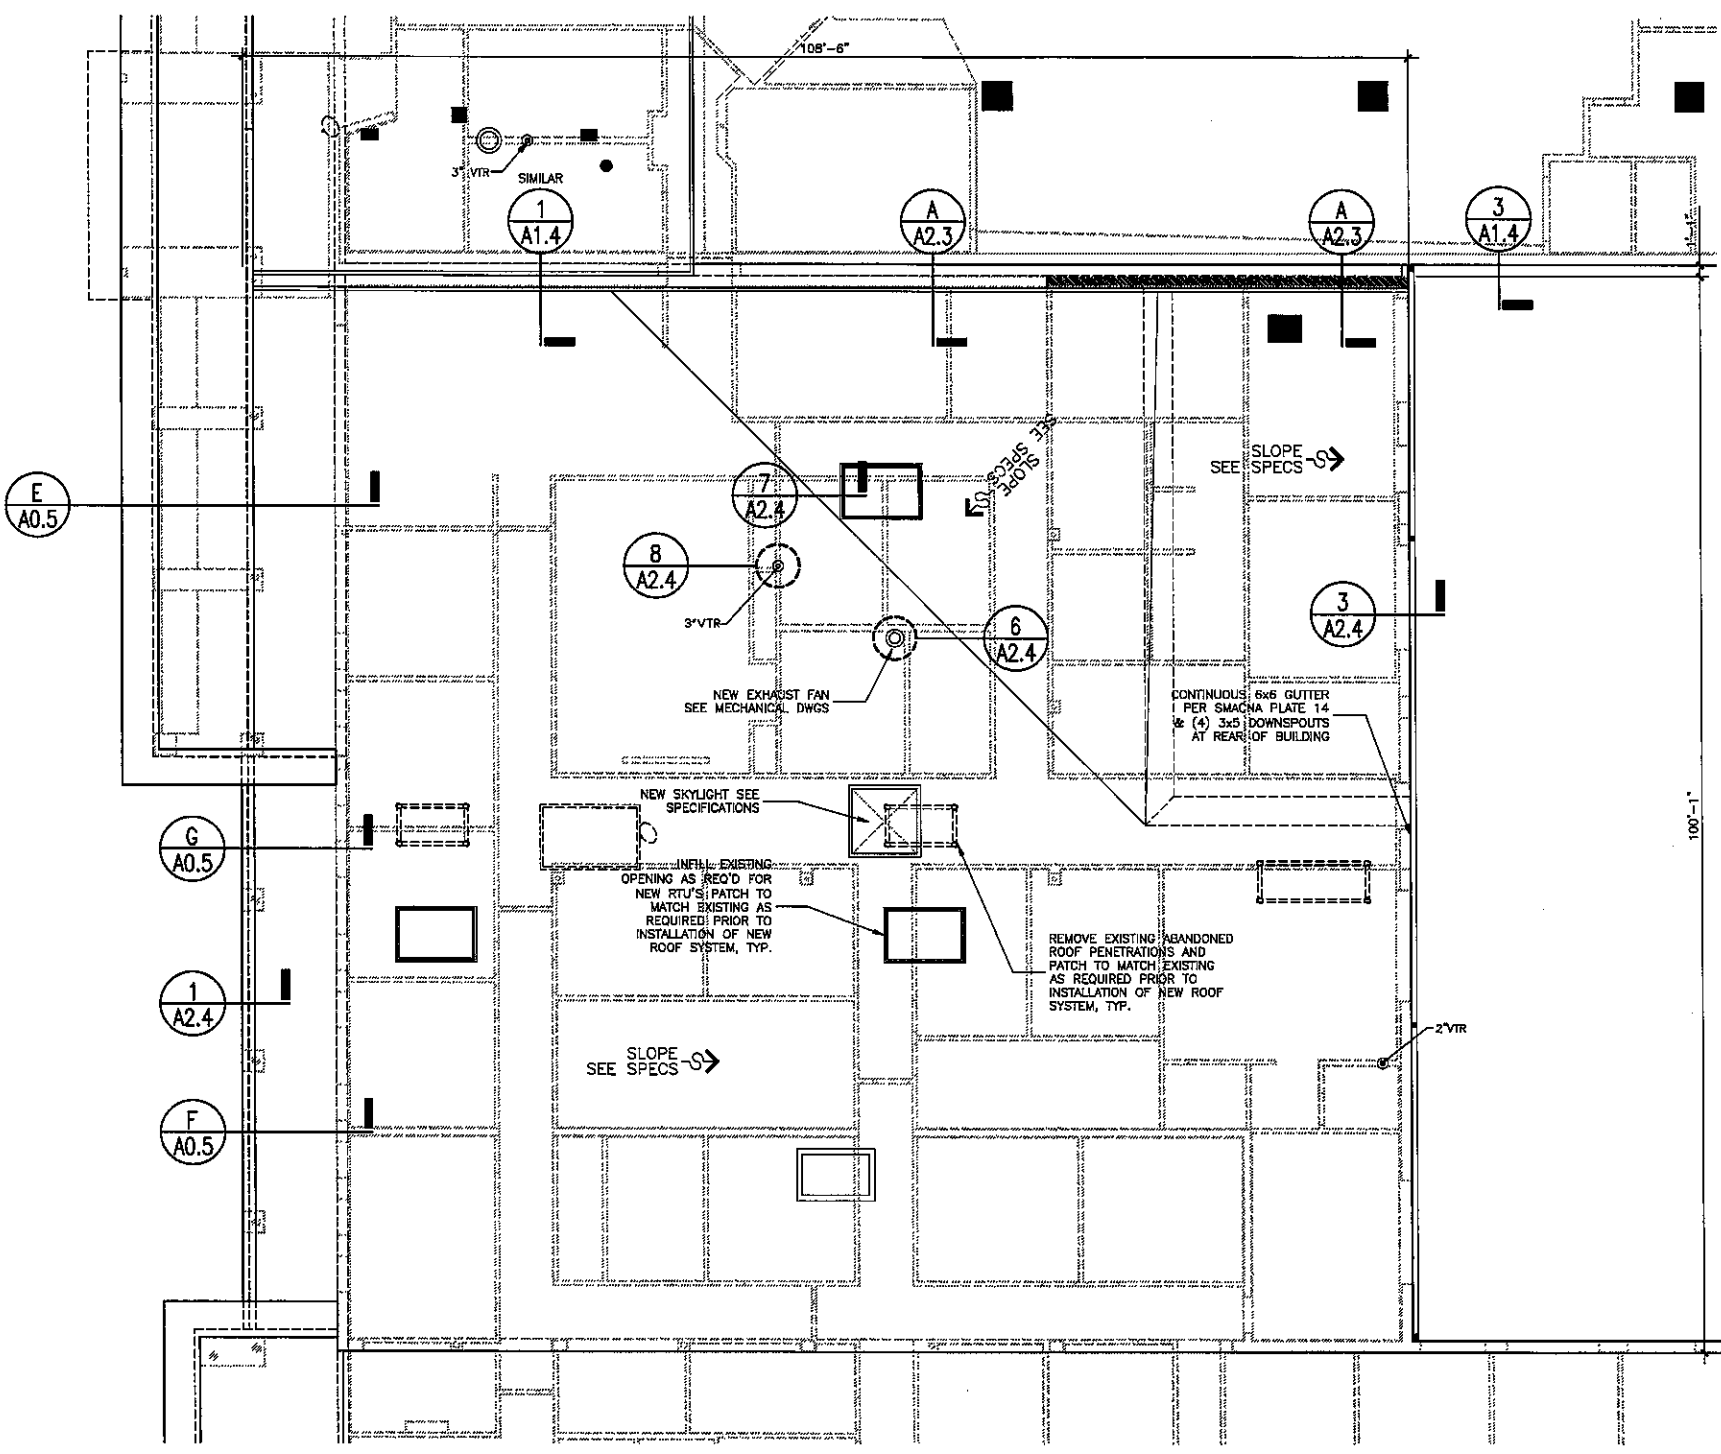 108'-6"
3" VTR
SIMILAR
1
A1.4
A
A2.3
A
A2.3
3
A1.4
1'-1"
SLOPE
SEE SPECS
SLOPE
SEE SPECS
E
A0.5
7
A2.4
8
A2.4
3"VTR
6
A2.4
3
A2.4
NEW EXHAUST FAN
SEE MECHANICAL DWGS
CONTINUOUS 6x6 GUTTER
PER SMACNA PLATE 14
& (4) 3x5 DOWNSPOUTS
AT REAR OF BUILDING
NEW SKYLIGHT SEE
SPECIFICATIONS
100'-1"
G
A0.5
INFILL EXISTING
OPENING AS REQ'D FOR
NEW RTU'S PATCH TO
MATCH EXISTING AS
REQUIRED PRIOR TO
INSTALLATION OF NEW
ROOF SYSTEM, TYP.
REMOVE EXISTING ABANDONED
ROOF PENETRATIONS AND
PATCH TO MATCH EXISTING
AS REQUIRED PRIOR TO
INSTALLATION OF NEW ROOF
SYSTEM, TYP.
1
A2.4
2"VTR
SLOPE
SEE SPECS
F
A0.5